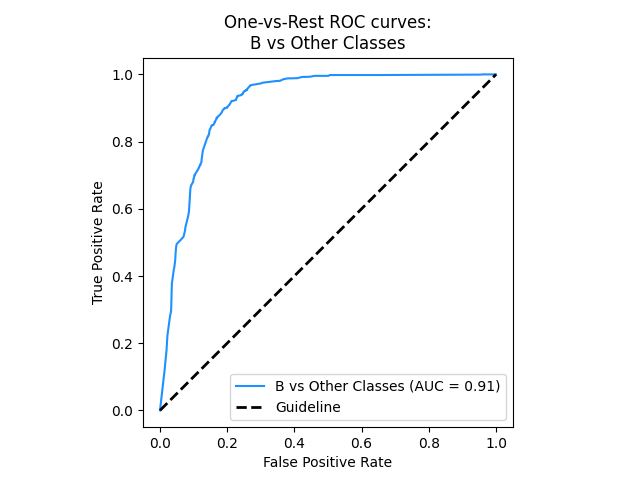 One-vs-Rest ROC curves:
B vs Other Classes
True Positive Rate
1.0
0.8
0.6
0.4
0.2
0.0
B vs Other Classes (AUC = 0.91)
Guideline
0.0 0.2 0.4 0.6 0.8 1.0
False Positive Rate